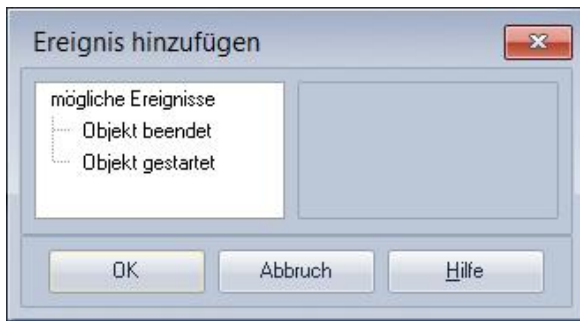 Ereignis hinzufügen
mögliche Ereignisse
Objekt beendet
Objekt gestartet
OK Abbruch Hilfe